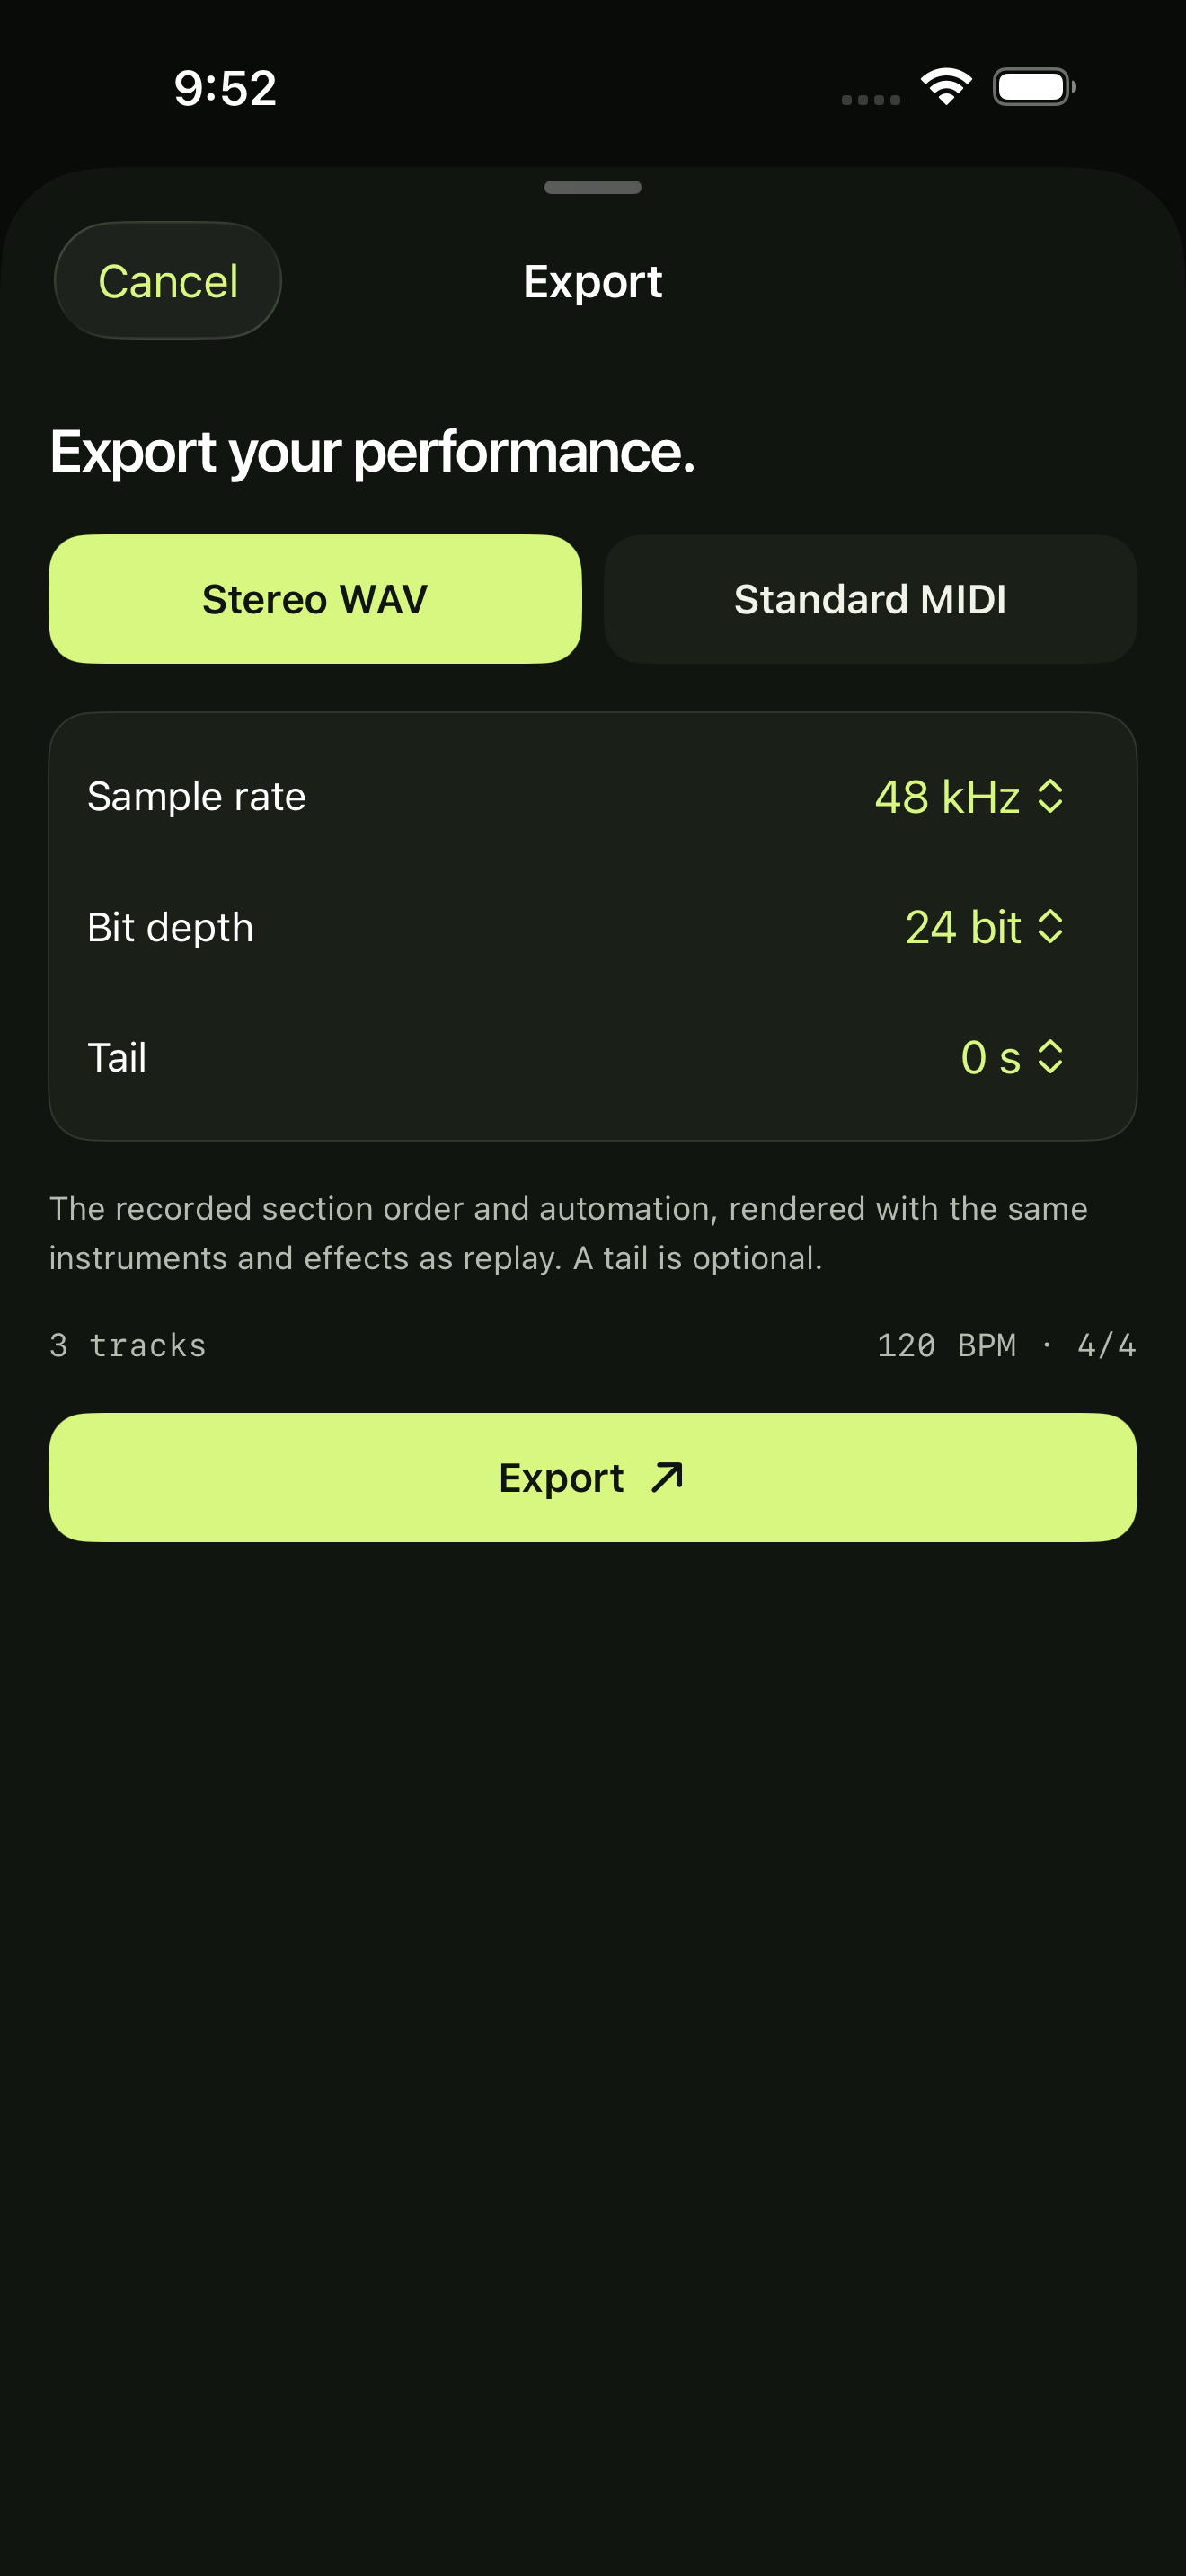 9:52
Cancel
Export
Export your performance.
Stereo WAV
Standard MIDI
Sample rate
48 kHz
Bit depth
24 bit
Tail
0 s
The recorded section order and automation, rendered with the same
instruments and effects as replay. A tail is optional.
3 tracks
120 BPM · 4/4
Export